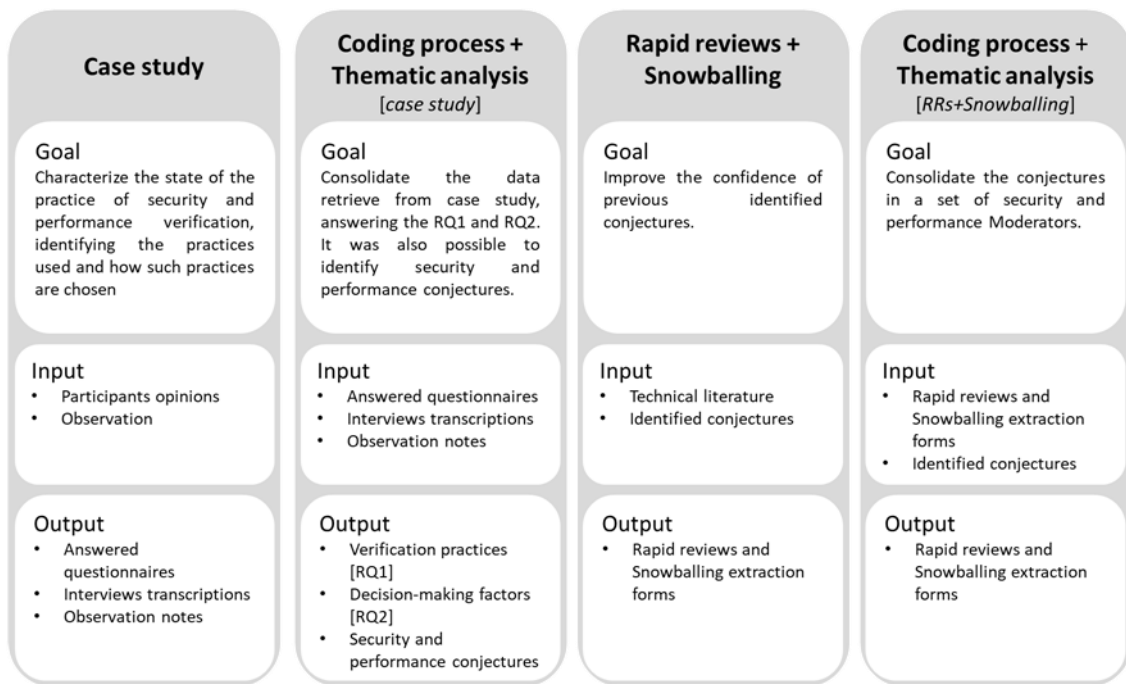 Case study
Goal
Characterize the state of the
practice of security and
performance verification,
identifying the practices
used and how such practices
are chosen
Input
• Participants opinions
• Observation
Output
• Answered
questionnaires
• Interviews transcriptions
• Observation notes
Coding process +
Thematic analysis
[case study]
Goal
Consolidate the data
retrieve from case study,
answering the RQ1 and RQ2.
It was also possible to
identify security and
performance conjectures.
Input
• Answered questionnaires
• Interviews transcriptions
• Observation notes
Output
• Verification practices
[RQ1]
• Decision-making factors
[RQ2]
• Security and
performance conjectures
Rapid reviews +
Snowballing
Goal
Improve the confidence of
previous identified
conjectures.
Input
• Technical literature
• Identified conjectures
Output
• Rapid reviews and
Snowballing extraction
forms
Coding process +
Thematic analysis
[RRs+Snowballing]
Goal
Consolidate the conjectures
in a set of security and
performance Moderators.
Input
• Rapid reviews and
Snowballing extraction
forms
• Identified conjectures
Output
• Rapid reviews and
Snowballing extraction
forms